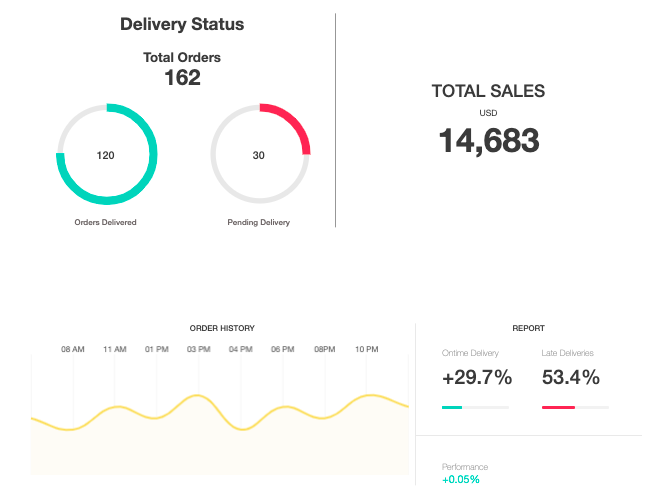 Delivery Status
Total Orders
162
120
30
Orders Delivered
Pending Delivery
TOTAL SALES
USD
14,683
ORDER HISTORY
08 AM 11 AM 01 PM 03 PM 04 PM 06 PM 08PM 10 PM
REPORT
Ontime Delivery
Late Deliveries
+29.7%
53.4%
Performance
+0.05%